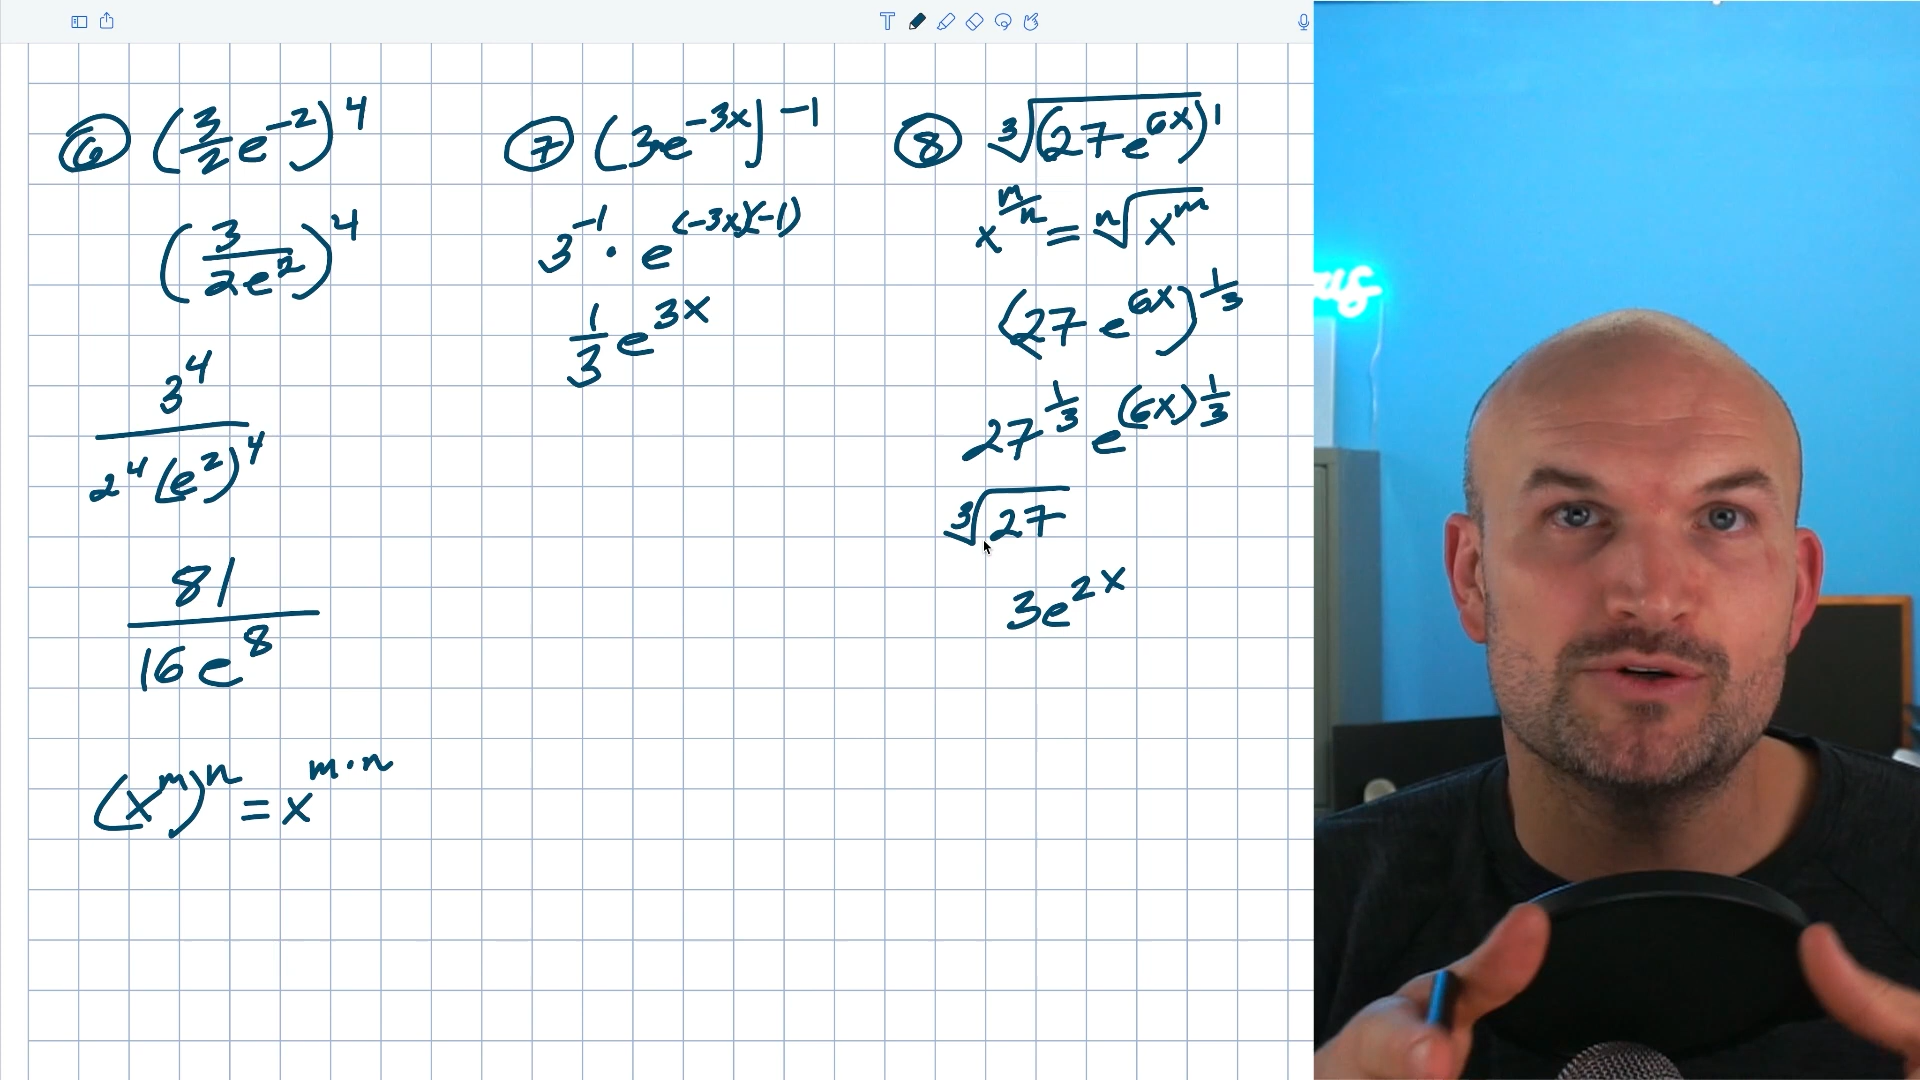 6 (3/2 e^-2)^4
(3/2e^2)^4
3^4/2^4(e^2)^4
81/16e^8
(x^m)^n = x^m·n
7 (3·e^-3x]^-1
3^-1 · e^(-3x)(-1)
1/3 e^3x
8 ∛(27e^6x)^1
x^m/n = ⁿ√x^m
(27e^6x)^1/3
27^1/3 e^(6x)1/3
∛27
3e^2x